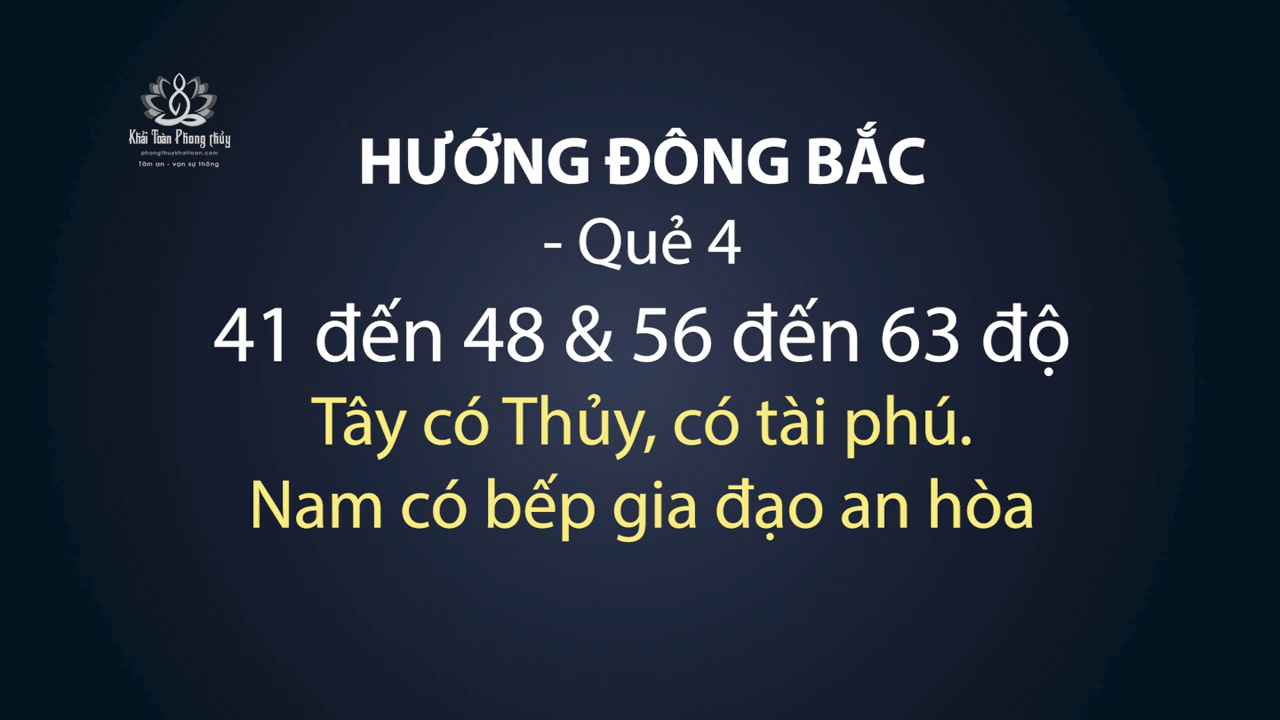 Khải Toàn Phong thủy
phongthuykhaitoan.com
Tâm an - vạn sự thông
HƯỚNG ĐÔNG BẮC
- Quẻ 4
41 đến 48 & 56 đến 63 độ
Tây có Thủy, có tài phú.
Nam có bếp gia đạo an hòa